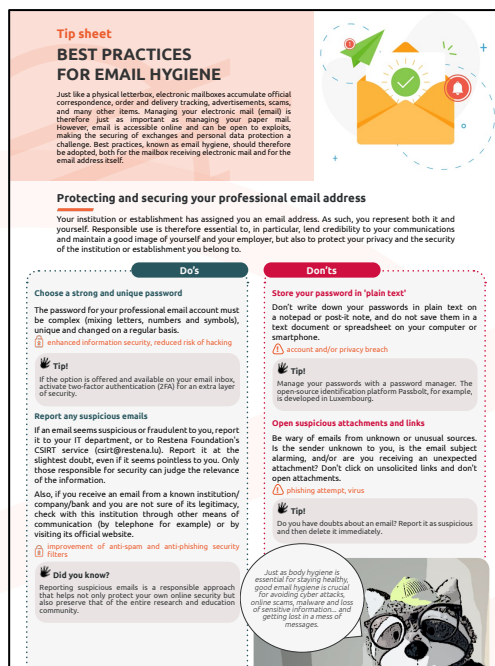 Tip sheet
BEST PRACTICES
FOR EMAIL HYGIENE
Just like a physical letterbox, electronic mailboxes accumulate official
correspondence, order and delivery tracking, advertisements, scams,
and many other items. Managing your electronic mail (email) is
therefore just as important as managing your paper mail.
However, email is accessible online and can be open to exploits,
making the securing of exchanges and personal data protection a
challenge. Best practices, known as email hygiene, should therefore
be adopted, both for the mailbox receiving electronic mail and for the
email address itself.
Protecting and securing your professional email address
Your institution or establishment has assigned you an email address. As such, you represent both it and
yourself. Responsible use is therefore essential to, in particular, lend credibility to your communications
and maintain a good image of yourself and your employer, but also to protect your privacy and the security
of the institution or establishment you belong to.
Do's
Choose a strong and unique password
The password for your professional email account must
be complex (mixing letters, numbers and symbols),
unique and changed on a regular basis.
enhanced information security, reduced risk of hacking
Tip!
If the option is offered and available on your email inbox,
activate two-factor authentication (2FA) for an extra layer
of security.
Report any suspicious emails
If an email seems suspicious or fraudulent to you, report
it to your IT department, or to Restena Foundation's
CSIRT service (csirt@restena.lu). Report it at the
slightest doubt, even if it seems pointless to you. Only
those responsible for security can judge the relevance
of the information.
Also, if you receive an email from a known institution/
company/bank and you are not sure of its legitimacy,
check with this institution through other means of
communication (by telephone for example) or by
visiting its official website.
improvement of anti-spam and anti-phishing security
filters
Did you know?
Reporting suspicious emails is a responsible approach
that helps not only protect your own online security but
also preserve that of the entire research and education
community.
Don'ts
Store your password in 'plain text'
Don't write down your passwords in plain text on
a notepad or post-it note, and do not save them in a
text document or spreadsheet on your computer or
smartphone.
account and/or privacy breach
Tip!
Manage your passwords with a password manager. The
open-source identification platform Passbolt, for example,
is developed in Luxembourg.
Open suspicious attachments and links
Be wary of emails from unknown or unusual sources.
Is the sender unknown to you, is the email subject
alarming, and/or are you receiving an unexpected
attachment? Don't click on unsolicited links and don't
open attachments.
phishing attempt, virus
Tip!
Do you have doubts about an email? Report it as suspicious
and then delete it immediately.
Just as body hygiene is
essential for staying healthy,
good email hygiene is crucial
for avoiding cyber attacks,
online scams, malware and loss
of sensitive information... and
getting lost in a mess of
messages.